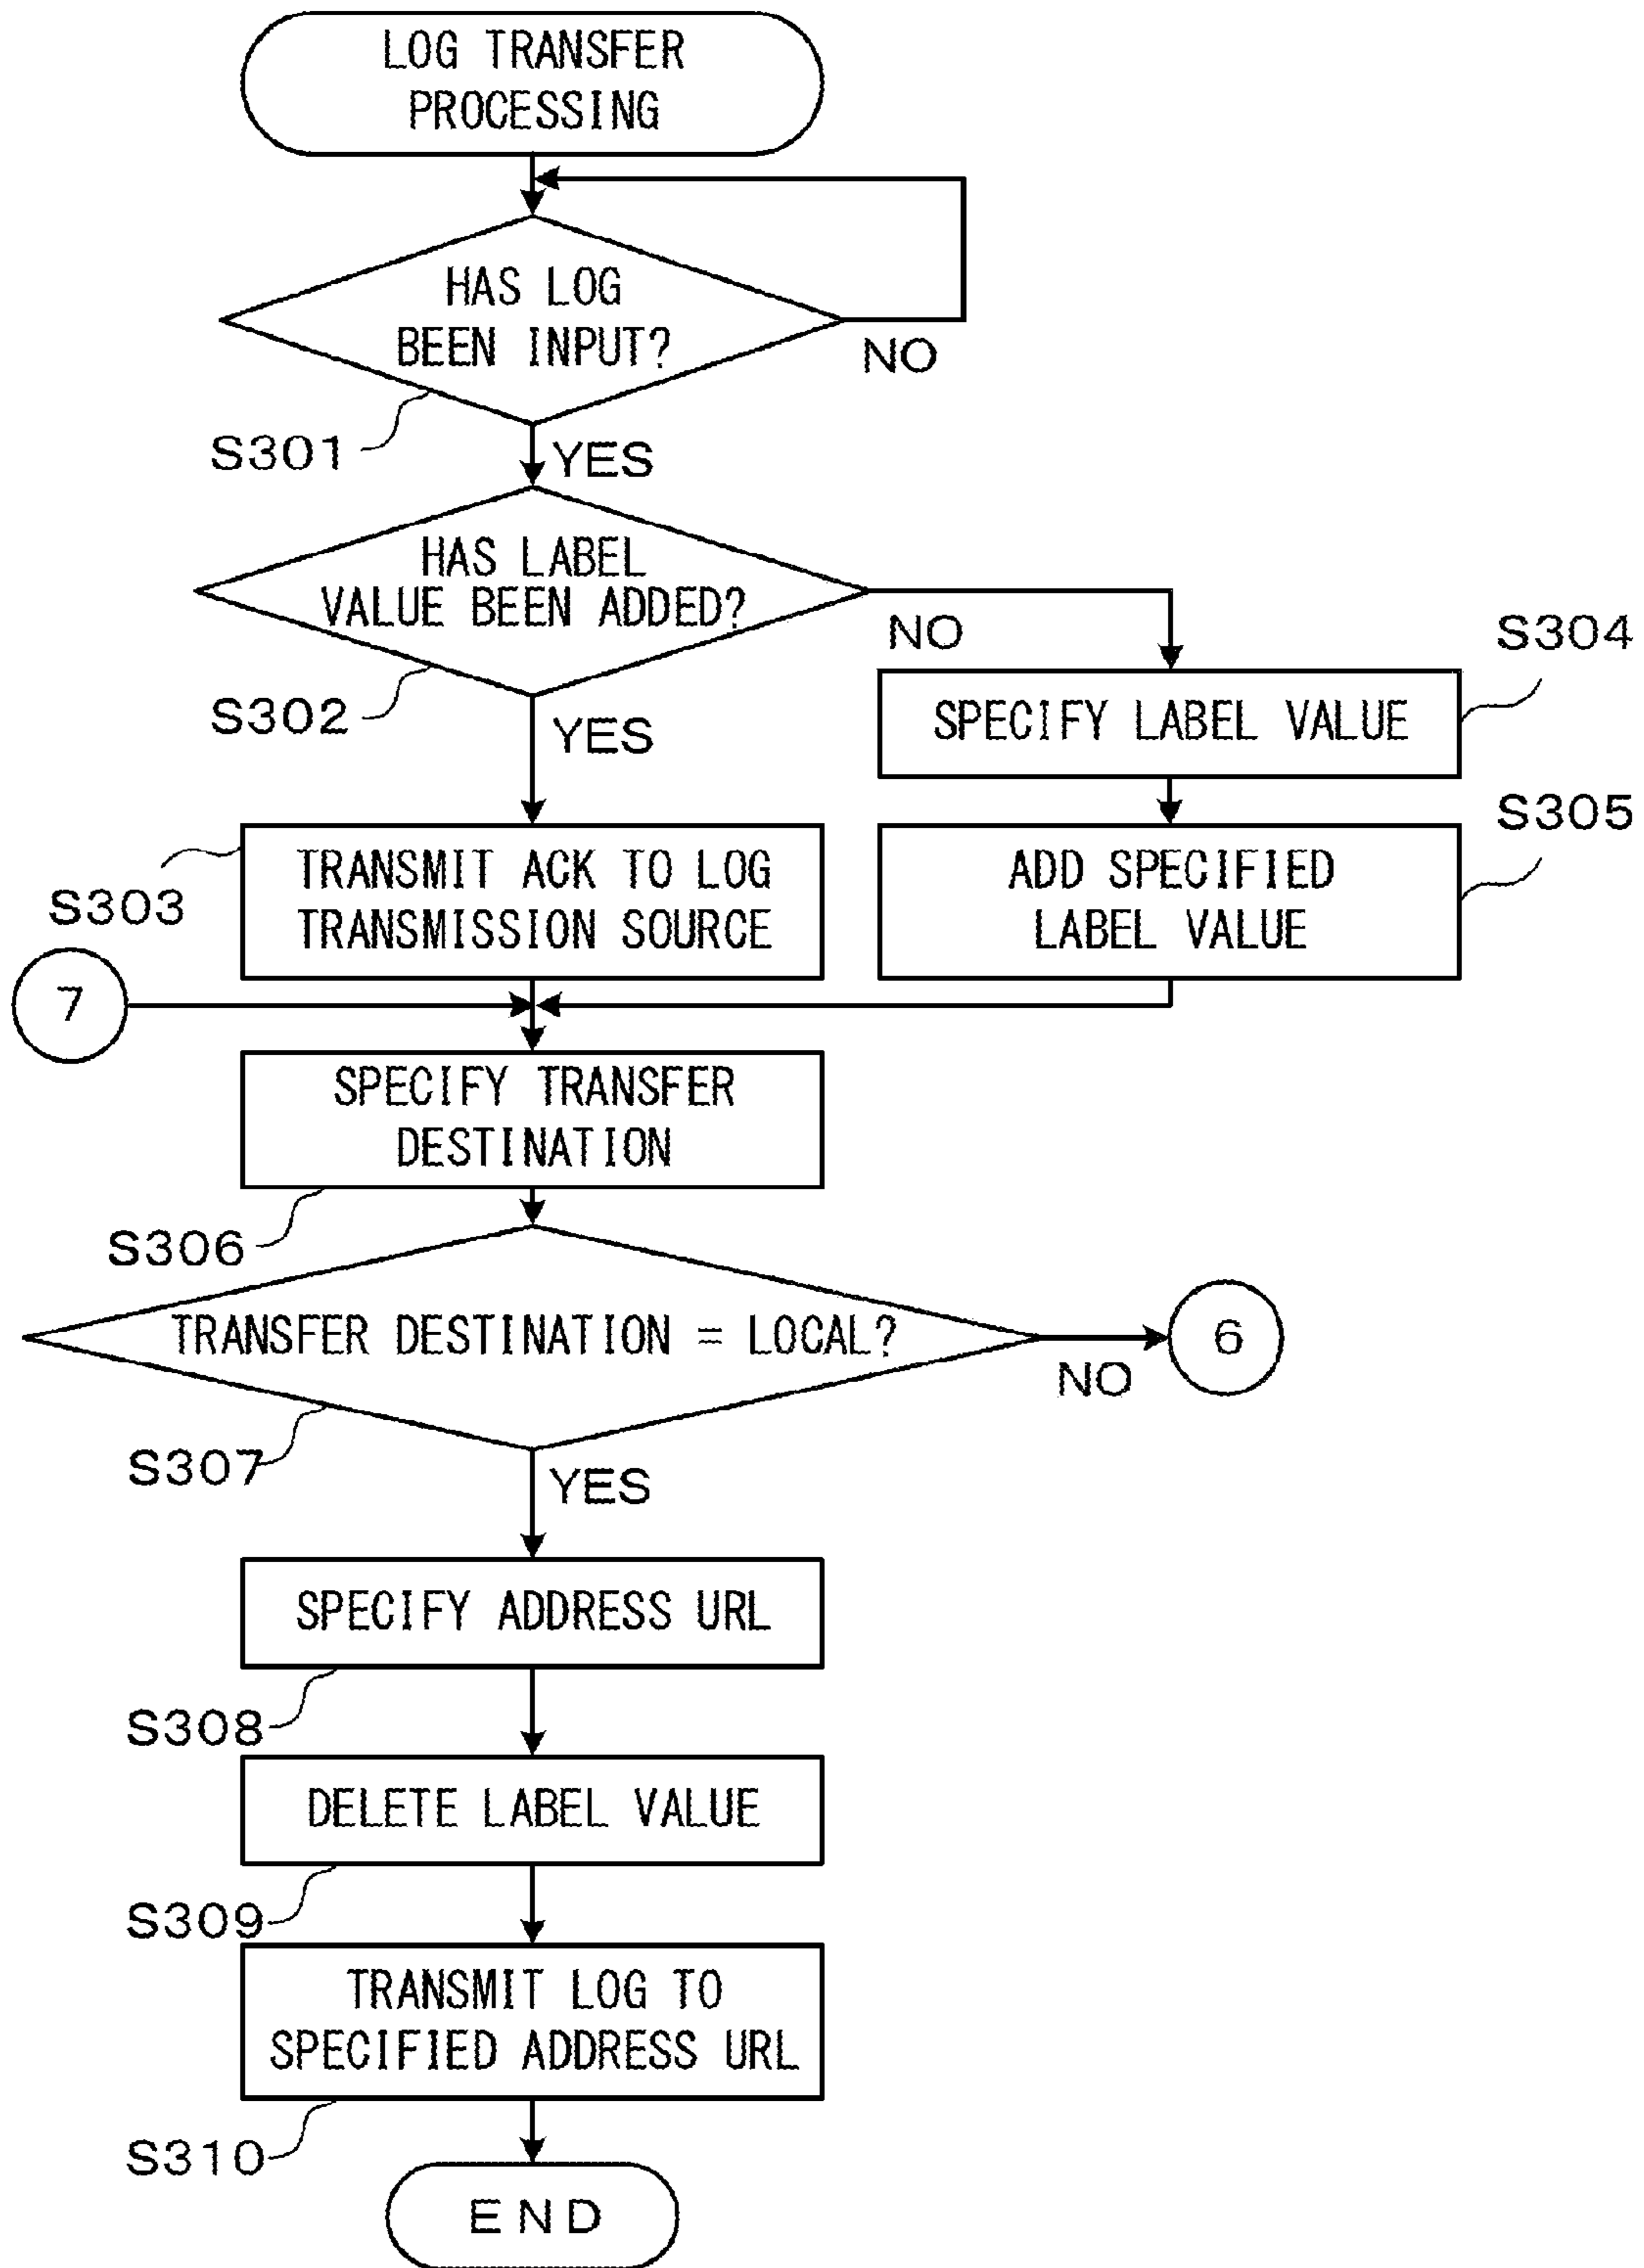 LOG TRANSFER
PROCESSING
HAS LOG
BEEN INPUT?
NO
S301
YES
HAS LABEL
VALUE BEEN ADDED?
NO
S302
YES
S304
SPECIFY LABEL VALUE
S305
ADD SPECIFIED
LABEL VALUE
S303
TRANSMIT ACK TO LOG
TRANSMISSION SOURCE
7
SPECIFY TRANSFER
DESTINATION
S306
TRANSFER DESTINATION = LOCAL?
NO
6
S307
YES
SPECIFY ADDRESS URL
S308
DELETE LABEL VALUE
S309
TRANSMIT LOG TO
SPECIFIED ADDRESS URL
S310
END